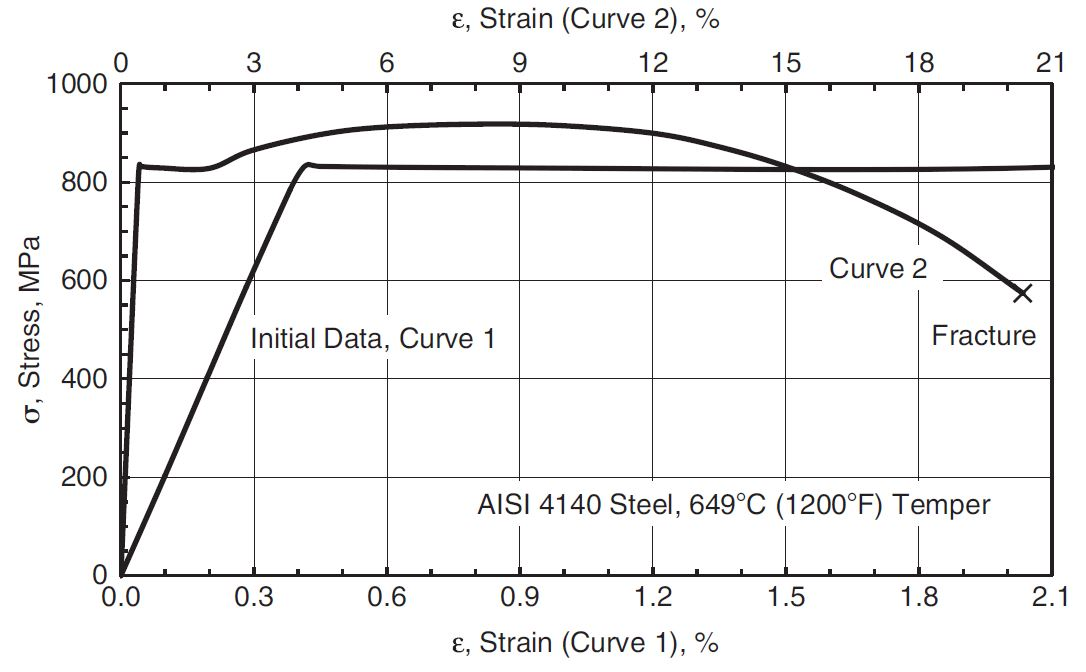 ε, Strain (Curve 2), %
0 3 6 9 12 15 18 21
1000
800
600
400
200
0
σ, Stress, MPa
Curve 2
Initial Data, Curve 1
Fracture
AISI 4140 Steel, 649°C (1200°F) Temper
0.0 0.3 0.6 0.9 1.2 1.5 1.8 2.1
ε, Strain (Curve 1), %